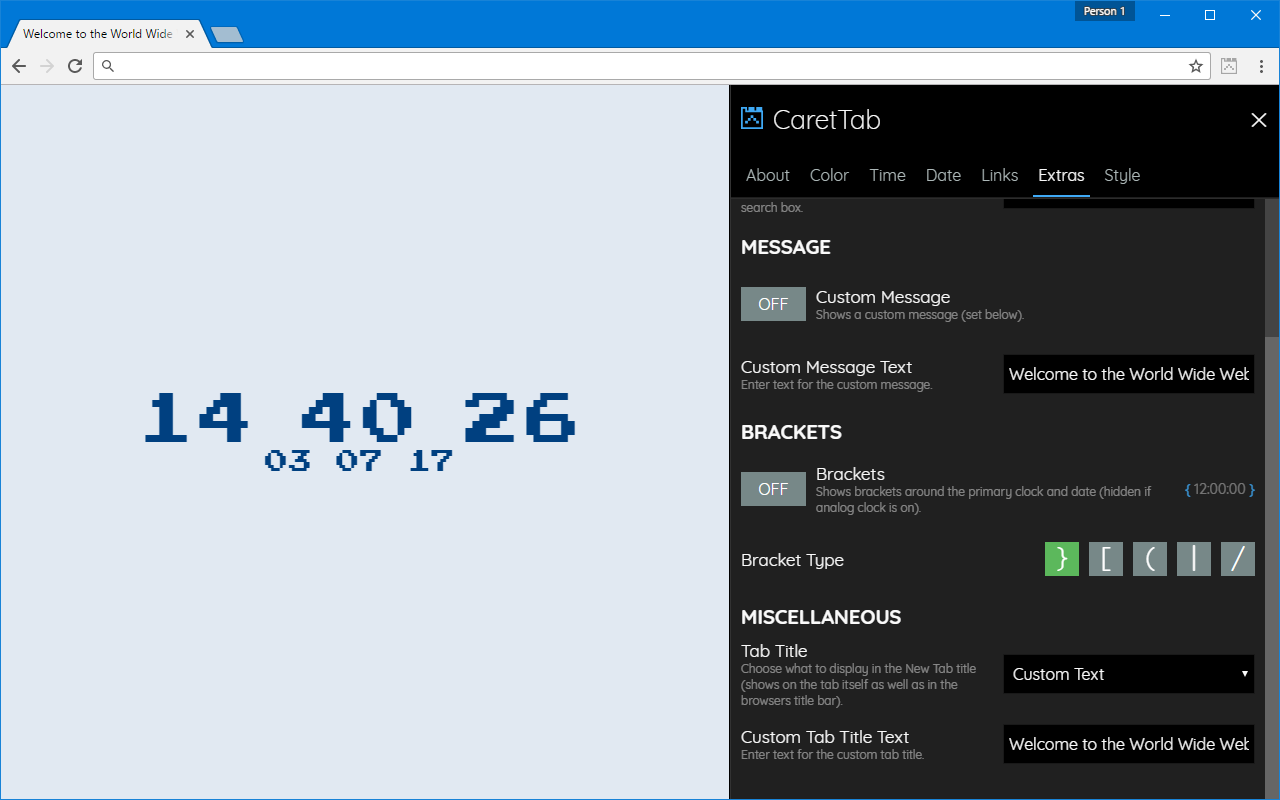 Person 1
Welcome to the World Wide
CaretTab
About Color Time Date Links Extras Style
search box.
MESSAGE
OFF
Custom Message
Shows a custom message (set below).
Custom Message Text
Enter text for the custom message.
Welcome to the World Wide Web
14 40 26
03 07 17
BRACKETS
OFF
Brackets
Shows brackets around the primary clock and date (hidden if
analog clock is on).
{ 12:00:00 }
Bracket Type
} [ ( | /
MISCELLANEOUS
Tab Title
Choose what to display in the New Tab title
(shows on the tab itself as well as in the
browsers title bar).
Custom Text
Custom Tab Title Text
Enter text for the custom tab title.
Welcome to the World Wide Web